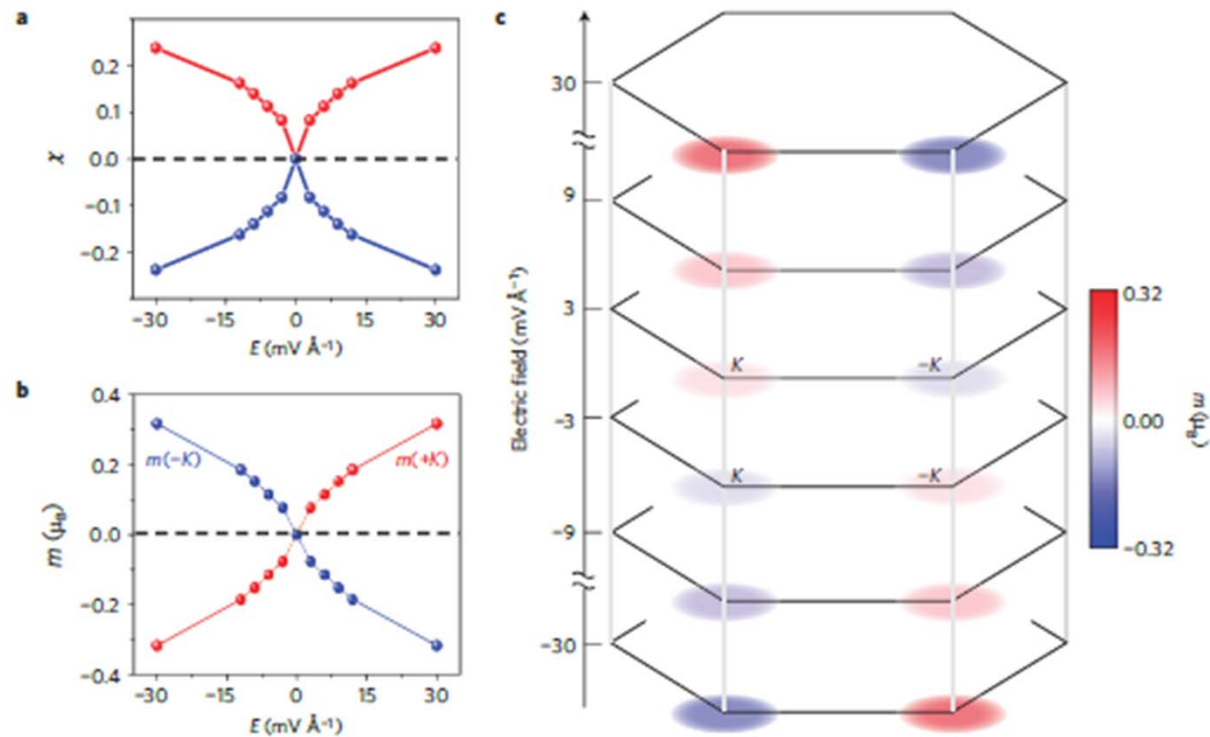 a
0.2
0.1
0.0
−0.1
−0.2
χ
−30 −15 0 15 30
E (mV Å⁻¹)
b
0.4
0.2
0.0
−0.2
−0.4
m (μB)
m(−K)
m(+K)
−30 −15 0 15 30
E (mV Å⁻¹)
c
Electric field (mV Å⁻¹)
30
9
3
−3
−9
−30
K −K
K −K
0.32
0.00
−0.32
m (μB)